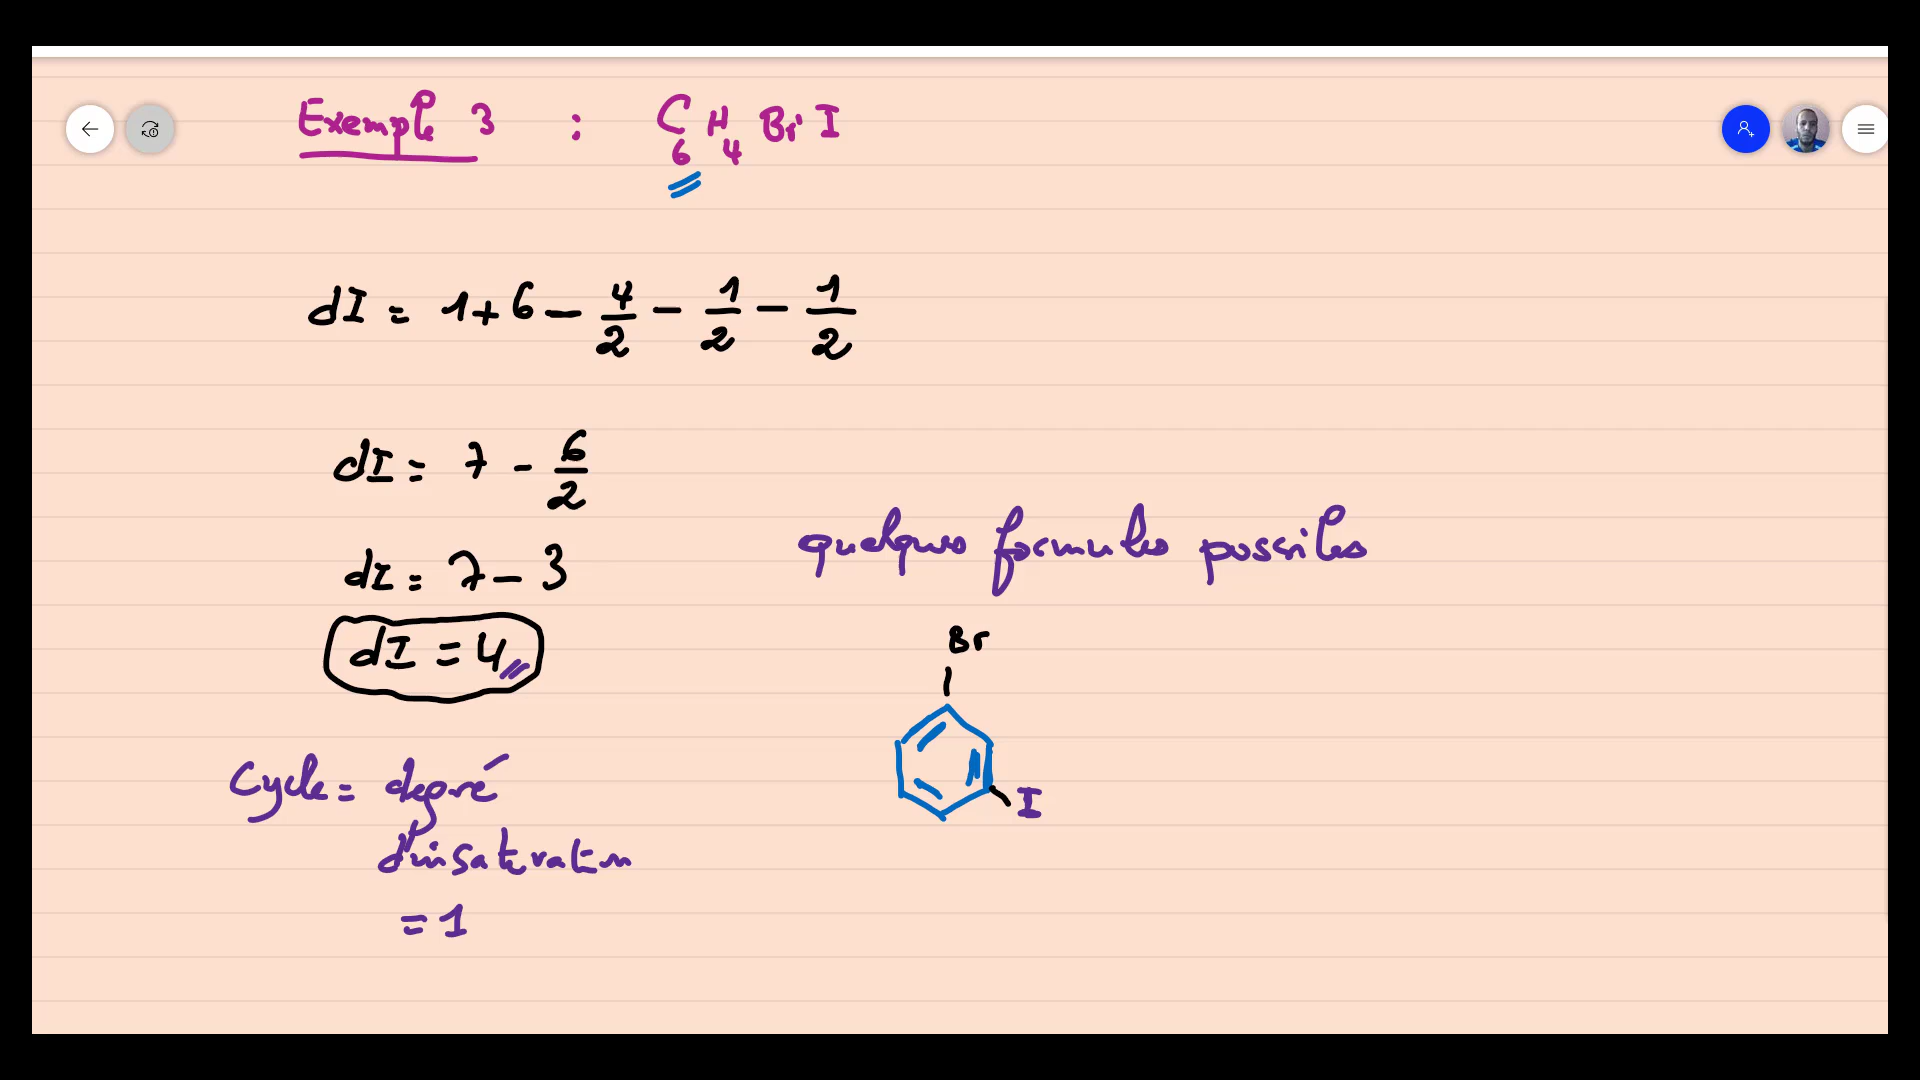 Exemple 3 : C6H4BrI
dI = 1 + 6 - 4/2 - 1/2 - 1/2
dI = 7 - 6/2
dI = 7 - 3
dI = 4
quelques formules possibles
Br
I
Cycle = degré
d'insaturation
= 1